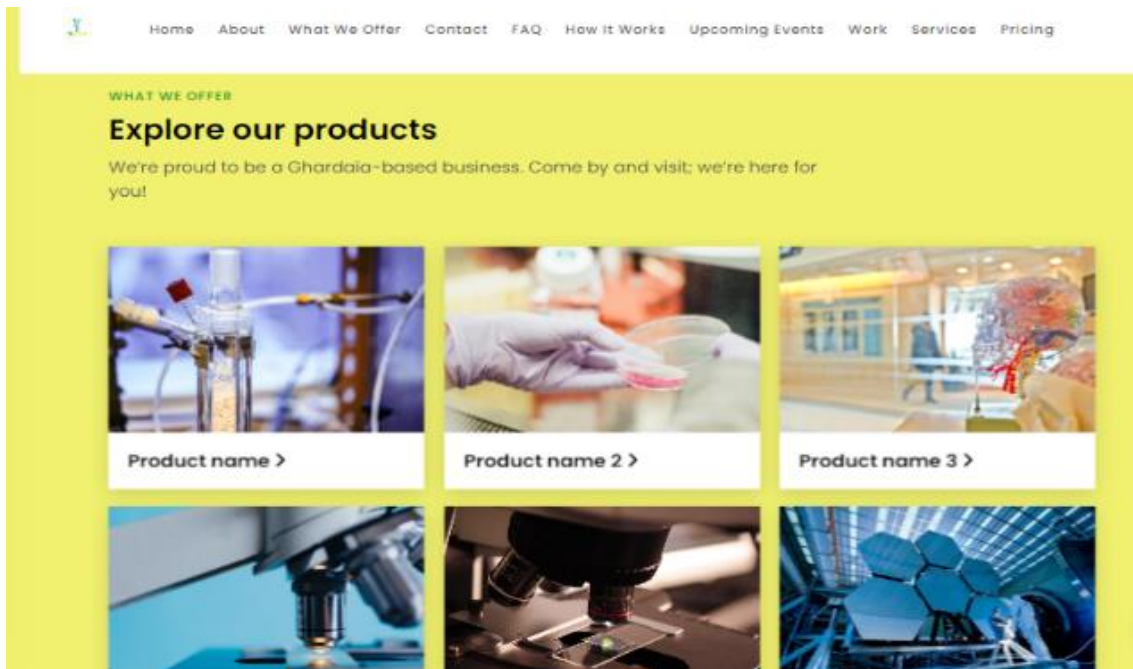 Home About What We Offer Contact FAQ How It Works Upcoming Events Work Services Pricing
WHAT WE OFFER
Explore our products
We're proud to be a Ghardaïa-based business. Come by and visit; we're here for
you!
Product name >
Product name 2 >
Product name 3 >